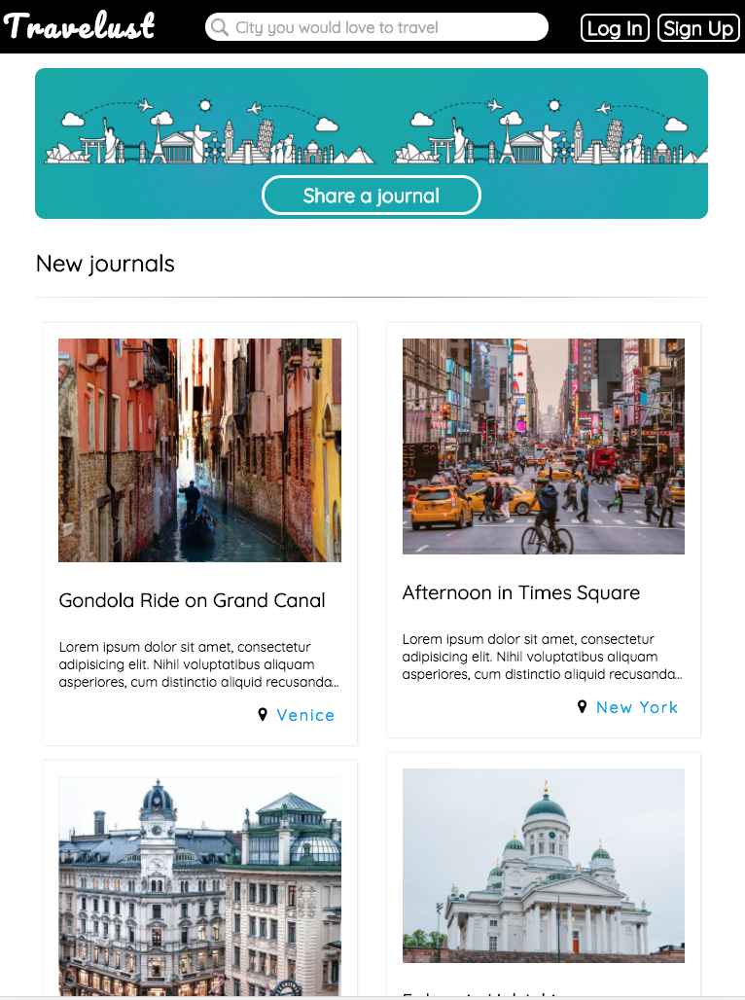 Travelust
City you would love to travel
Log In
Sign Up
Share a journal
New journals
Gondola Ride on Grand Canal
Lorem ipsum dolor sit amet, consectetur
adipisicing elit. Nihil voluptatibus aliquam
asperiores, cum distinctio aliquid recusanda...
Venice
Afternoon in Times Square
Lorem ipsum dolor sit amet, consectetur
adipisicing elit. Nihil voluptatibus aliquam
asperiores, cum distinctio aliquid recusanda...
New York